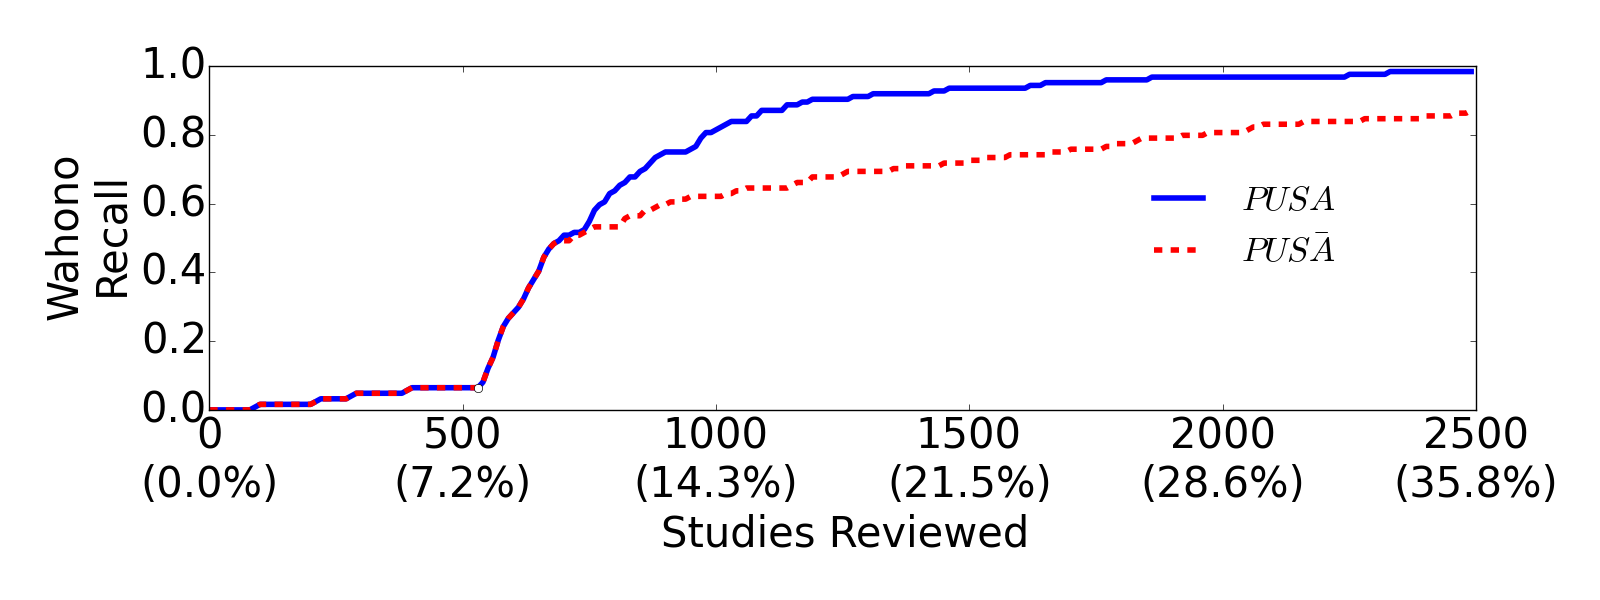 1.0
0.8
0.6
0.4
0.2
0.0
Wahono
Recall
PUSA
PUSĀ
0 500 1000 1500 2000 2500
(0.0%) (7.2%) (14.3%) (21.5%) (28.6%) (35.8%)
Studies Reviewed